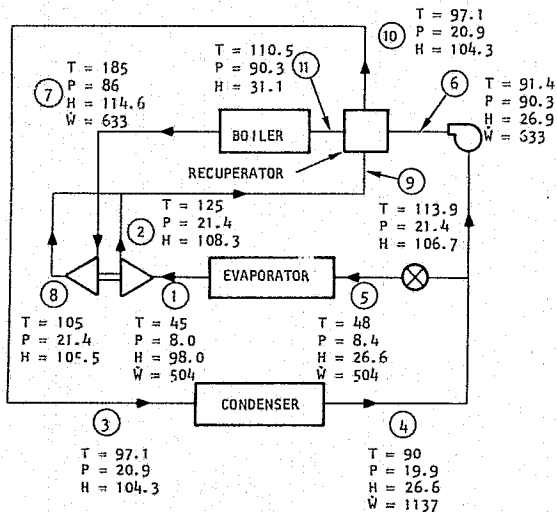 ⑩ T = 97.1
P = 20.9
H = 104.3
T = 110.5
P = 90.3
H = 31.1
⑪
⑥ T = 91.4
P = 90.3
H = 26.9
Ẇ = 633
⑦ T = 185
P = 86
H = 114.6
Ẇ = 633
BOILER
RECUPERATOR
⑨ T = 113.9
P = 21.4
H = 106.7
② T = 125
P = 21.4
H = 108.3
EVAPORATOR
⑧ T = 105
P = 21.4
H = 105.5
① T = 45
P = 8.0
H = 98.0
Ẇ = 504
⑤ T = 48
P = 8.4
H = 26.6
Ẇ = 504
CONDENSER
③ T = 97.1
P = 20.9
H = 104.3
④ T = 90
P = 19.9
H = 26.6
Ẇ = 1137